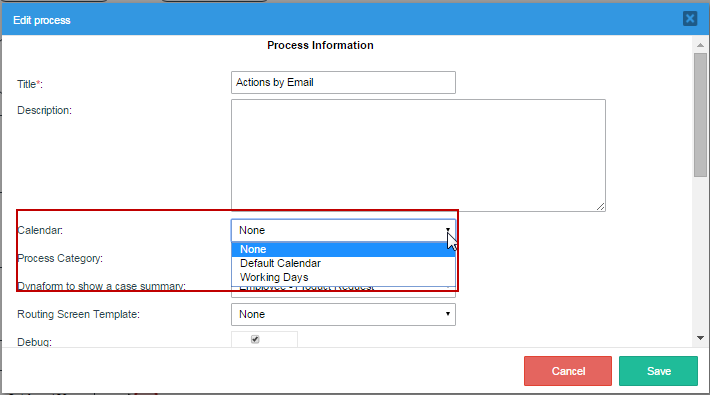 Edit process
Process Information
Title*:
Actions by Email
Description:
Calendar:
None
None
Process Category:
Default Calendar
Working Days
Dynaform to show a case summary:
Employee - Product Request
Routing Screen Template:
None
Debug:
Cancel
Save